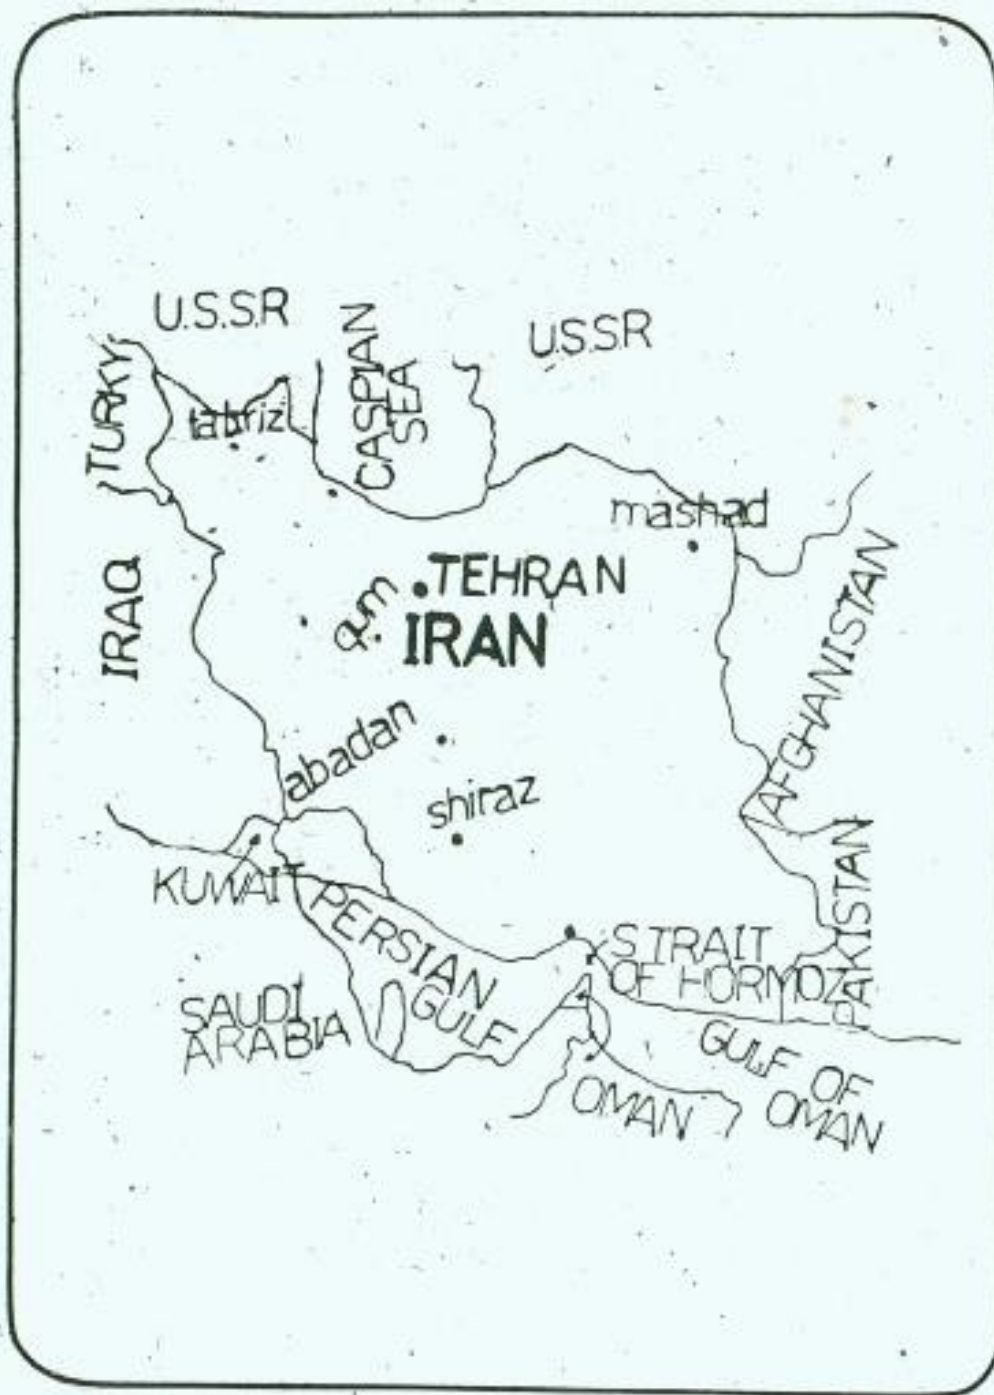 U.S.S.R
U.S.S.R
TURKY
CASPIAN
SEA
tabriz
mashad
TEHRAN
qum
IRAN
IRAQ
AFGHANISTAN
abadan
shiraz
KUWAIT
PERSIAN
GULF
STRAIT
OF HORMOZ
PAKISTAN
SAUDI
ARABIA
GULF OF
OMAN
OMAN